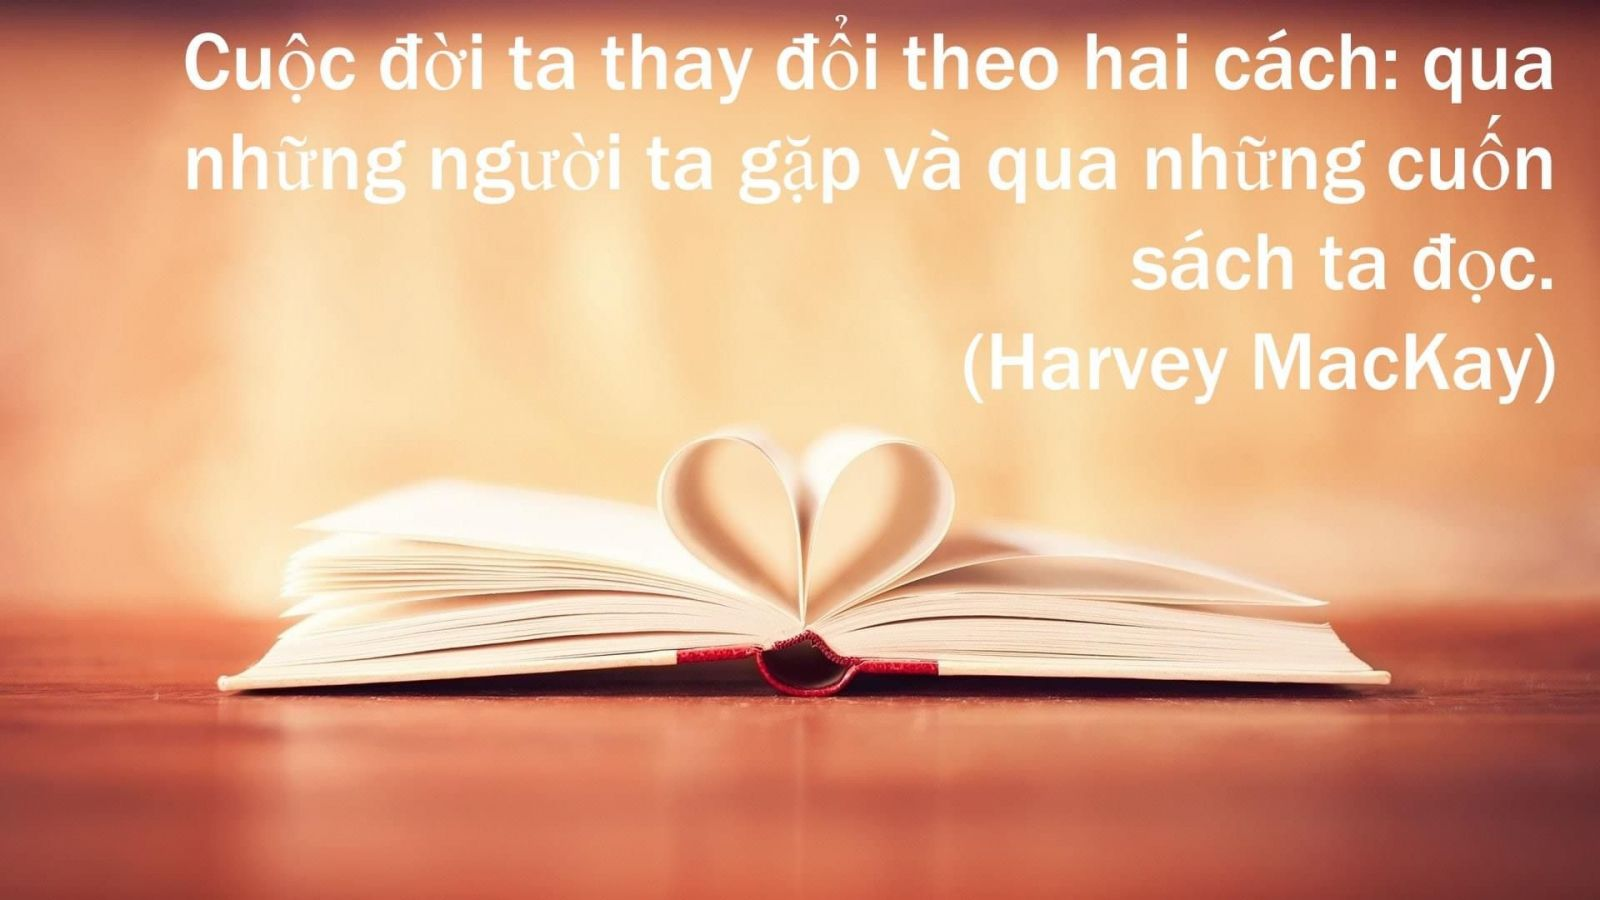 Cuộc đời ta thay đổi theo hai cách: qua
những người ta gặp và qua những cuốn
sách ta đọc.
(Harvey MacKay)